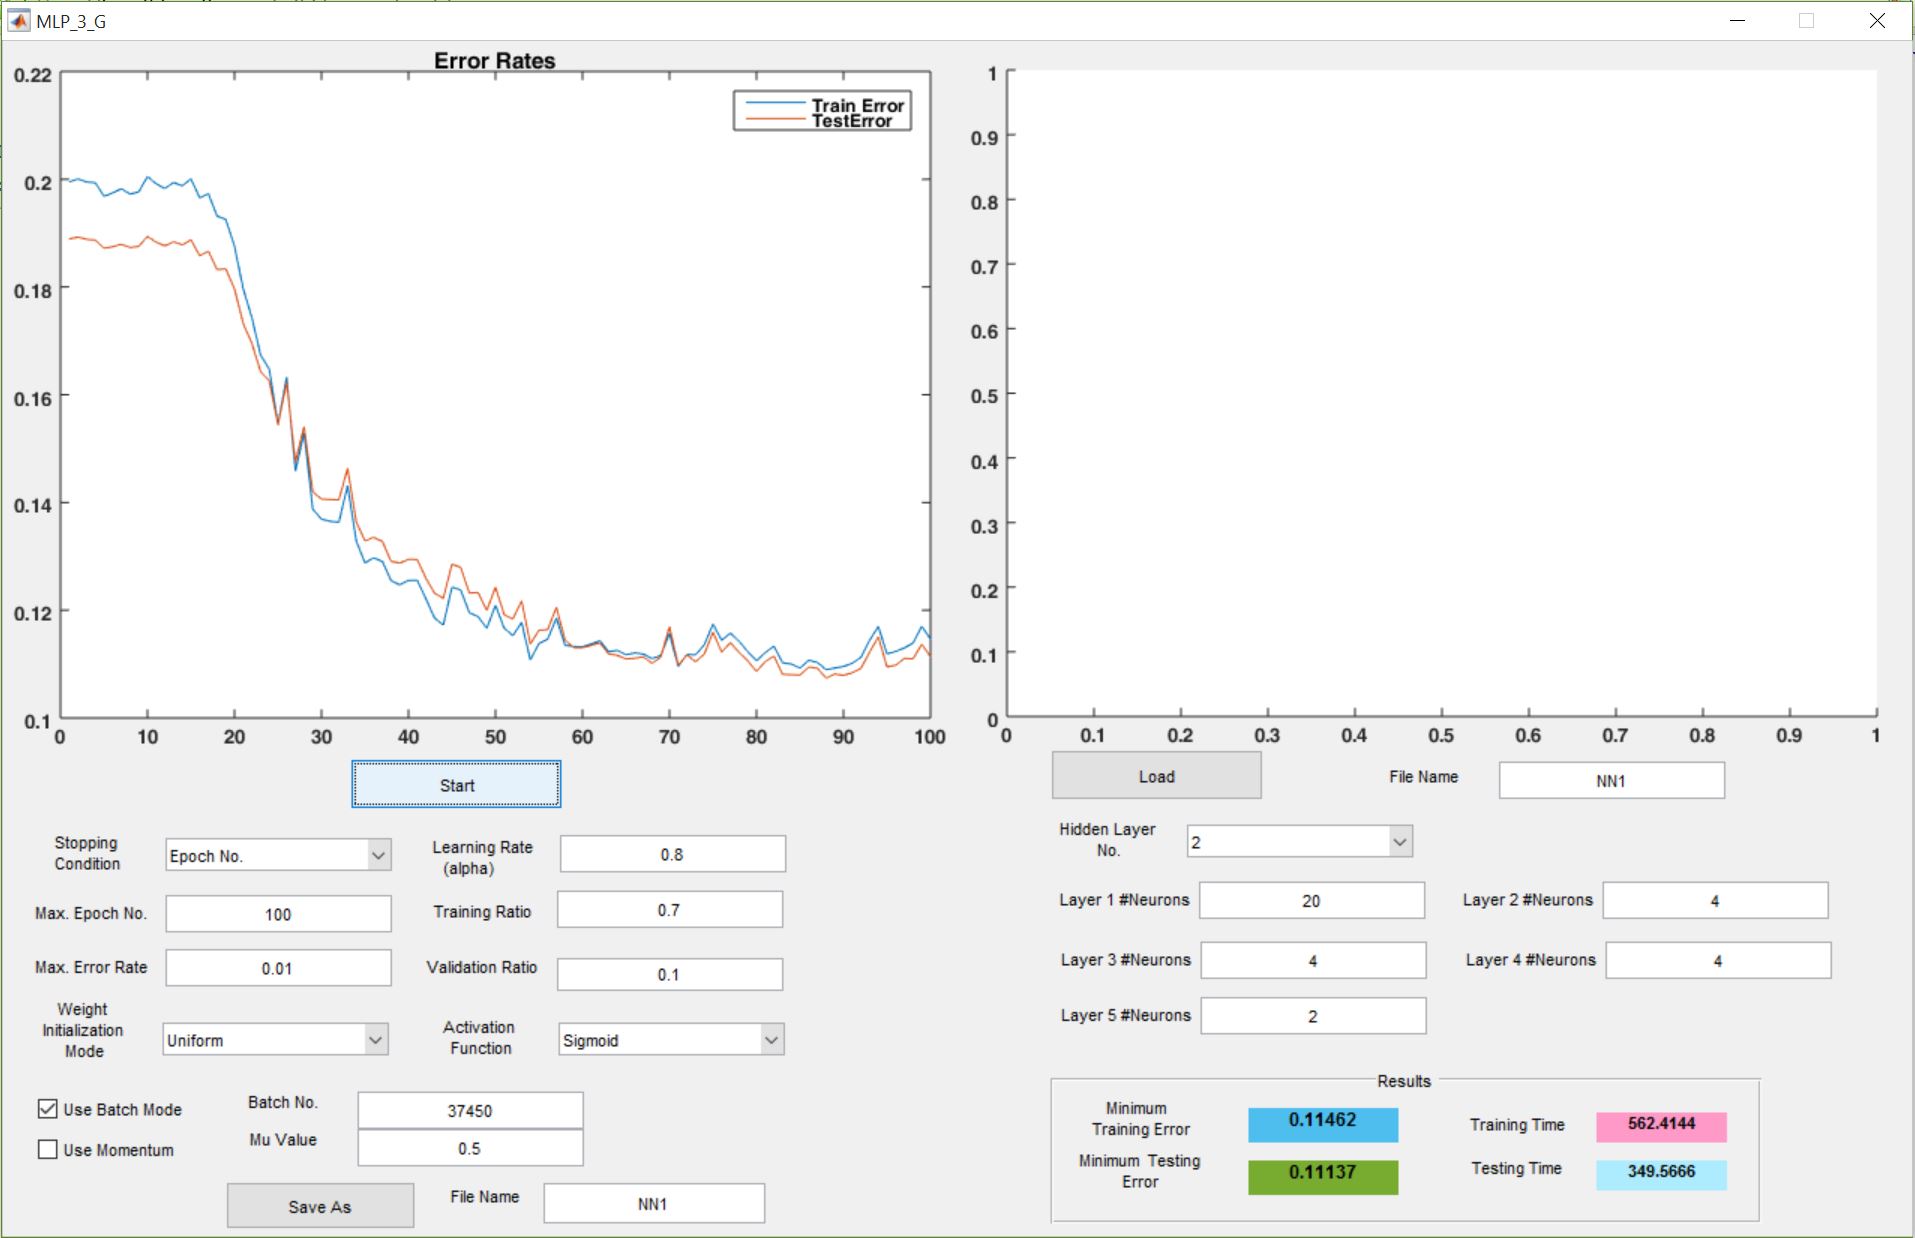 MLP_3_G
Error Rates
0.22
0.2
0.18
0.16
0.14
0.12
0.1
0 10 20 30 40 50 60 70 80 90 100
Train Error
TestError
1
0.9
0.8
0.7
0.6
0.5
0.4
0.3
0.2
0.1
0
0 0.1 0.2 0.3 0.4 0.5 0.6 0.7 0.8 0.9 1
Start
Load
File Name
NN1
Stopping
Condition
Epoch No.
Learning Rate
(alpha)
0.8
Max. Epoch No.
100
Training Ratio
0.7
Max. Error Rate
0.01
Validation Ratio
0.1
Weight
Initialization
Mode
Uniform
Activation
Function
Sigmoid
Use Batch Mode
Batch No.
37450
Use Momentum
Mu Value
0.5
Save As
File Name
NN1
Hidden Layer
No.
2
Layer 1 #Neurons
20
Layer 2 #Neurons
4
Layer 3 #Neurons
4
Layer 4 #Neurons
4
Layer 5 #Neurons
2
Results
Minimum
Training Error
0.11462
Training Time
562.4144
Minimum Testing
Error
0.11137
Testing Time
349.5666